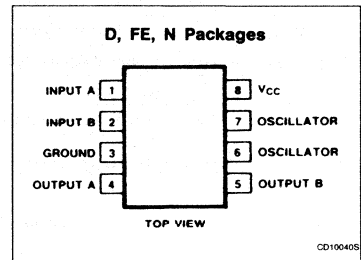 D, FE, N Packages
INPUT A 1
8 VCC
INPUT B 2
7 OSCILLATOR
GROUND 3
6 OSCILLATOR
OUTPUT A 4
5 OUTPUT B
TOP VIEW
CD10040S